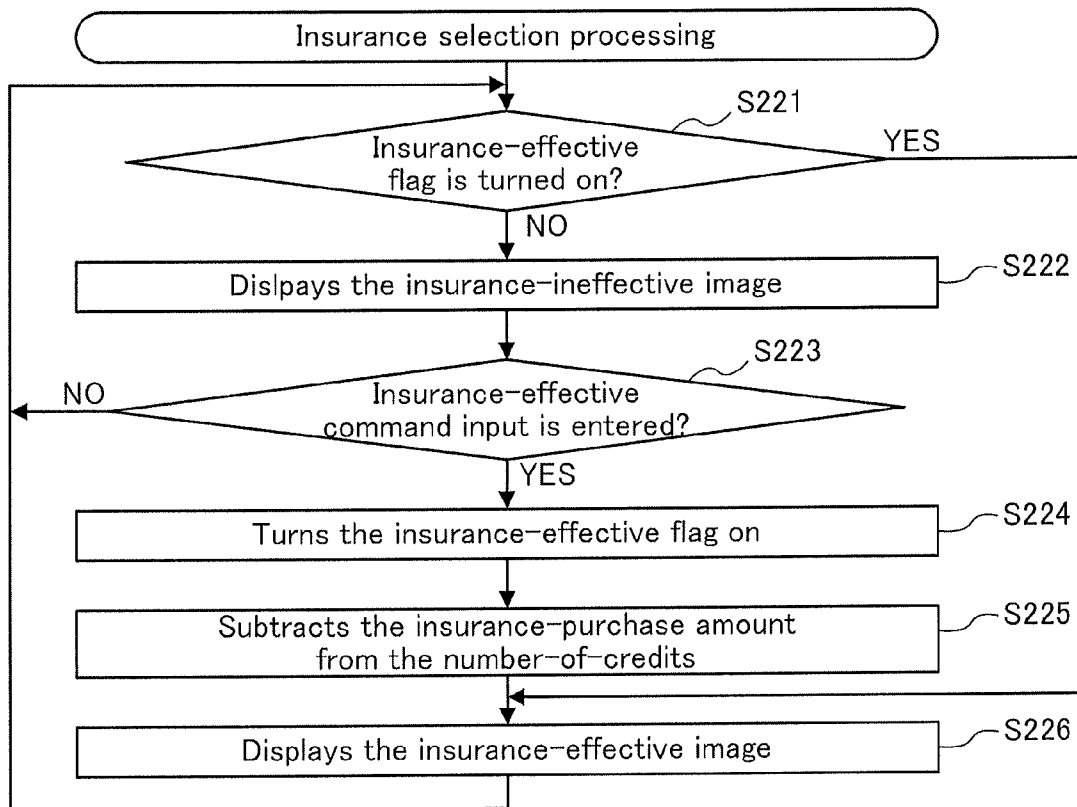 Insurance selection processing
S221
Insurance-effective
flag is turned on?
YES
NO
Dislpays the insurance-ineffective image
S222
S223
NO
Insurance-effective
command input is entered?
YES
Turns the insurance-effective flag on
S224
Subtracts the insurance-purchase amount
from the number-of-credits
S225
Displays the insurance-effective image
S226